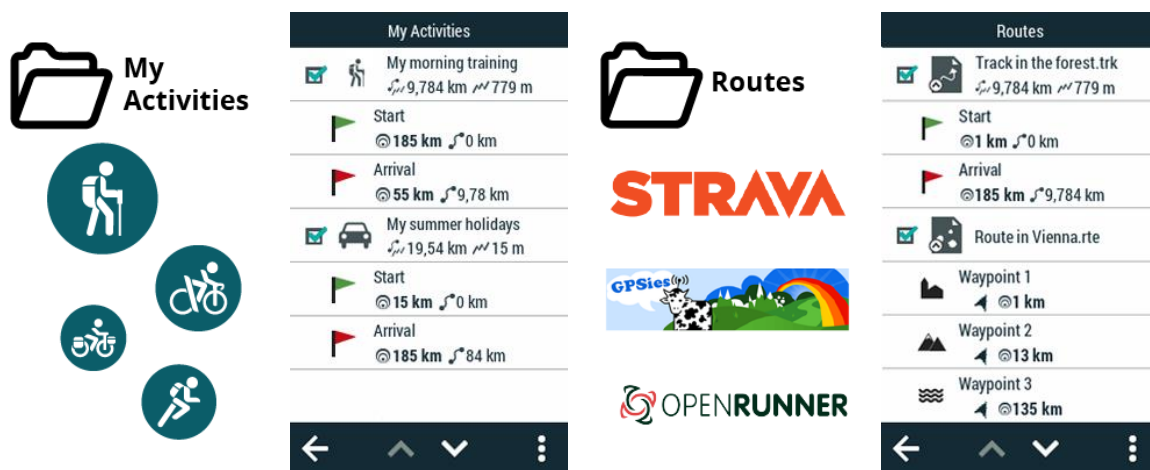 My
Activities
My Activities
My morning training
9,784 km 779 m
Start
185 km 0 km
Arrival
55 km 9,78 km
My summer holidays
19,54 km 15 m
Start
15 km 0 km
Arrival
185 km 84 km
Routes
STRAVA
GPSies
OPENRUNNER
Routes
Track in the forest.trk
9,784 km 779 m
Start
1 km 0 km
Arrival
185 km 9,784 km
Route in Vienna.rte
Waypoint 1
1 km
Waypoint 2
13 km
Waypoint 3
135 km